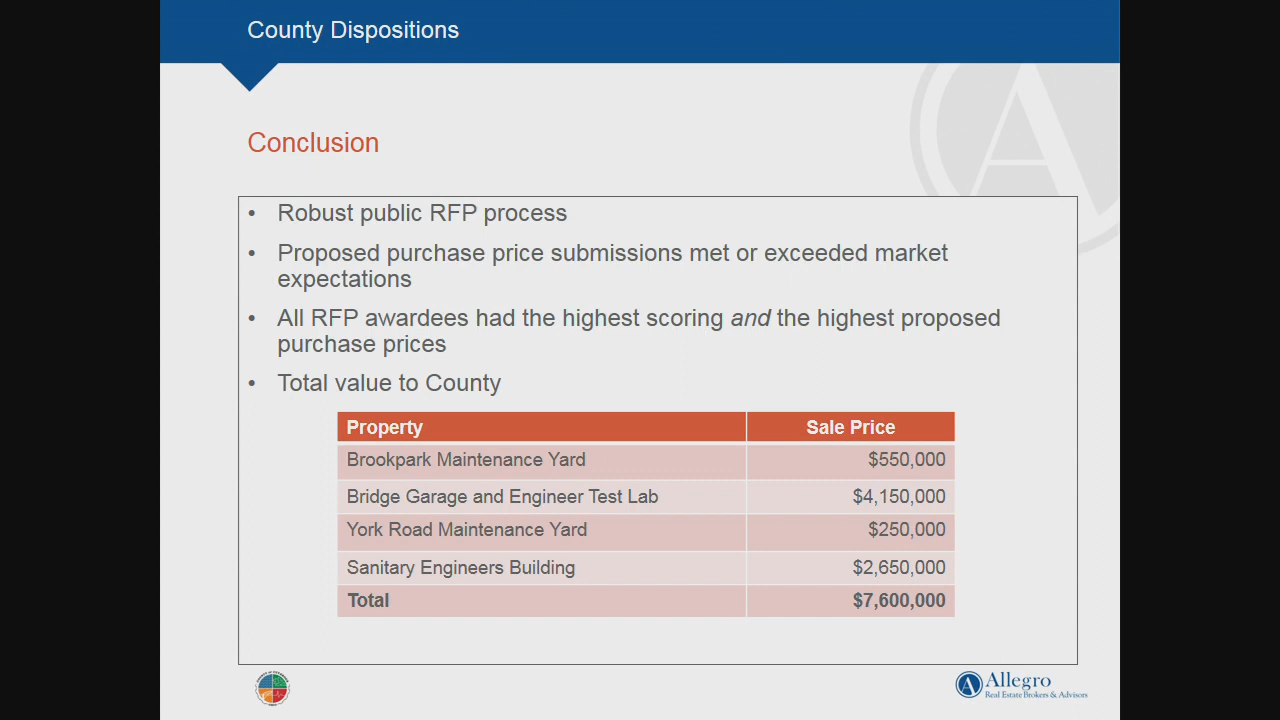 County Dispositions
Conclusion
• Robust public RFP process
• Proposed purchase price submissions met or exceeded market
expectations
• All RFP awardees had the highest scoring and the highest proposed
purchase prices
• Total value to County
Property Sale Price
Brookpark Maintenance Yard $550,000
Bridge Garage and Engineer Test Lab $4,150,000
York Road Maintenance Yard $250,000
Sanitary Engineers Building $2,650,000
Total $7,600,000
A Allegro
Real Estate Brokers & Advisors